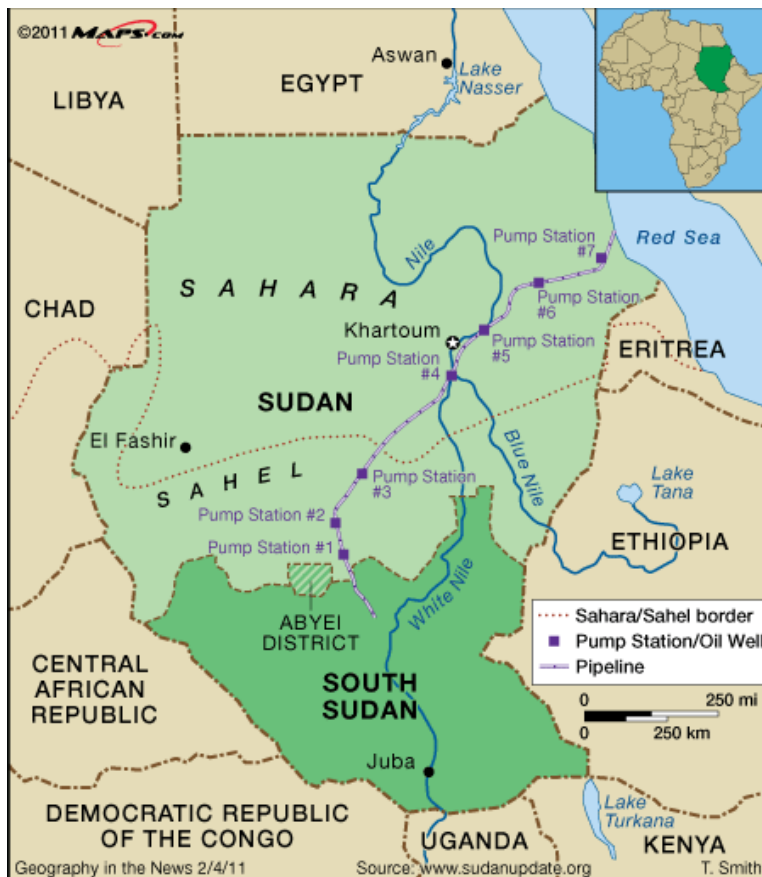 ©2011 MAPS.COM
Aswan
Lake
Nasser
EGYPT
LIBYA
Red Sea
Pump Station
#7
Nile
SAHARA
Pump Station
#6
CHAD
Khartoum
Pump Station
#5
Pump Station
#4
ERITREA
SUDAN
El Fashir
Blue Nile
SAHEL
Pump Station
#3
Lake
Tana
Pump Station #2
ETHIOPIA
Pump Station #1
White Nile
ABYEI
DISTRICT
Sahara/Sahel border
Pump Station/Oil Well
Pipeline
CENTRAL
AFRICAN
REPUBLIC
SOUTH
SUDAN
0 250 mi
0 250 km
Juba
DEMOCRATIC REPUBLIC
OF THE CONGO
UGANDA
Lake
Turkana
KENYA
Geography in the News 2/4/11 Source: www.sudanupdate.org T. Smith